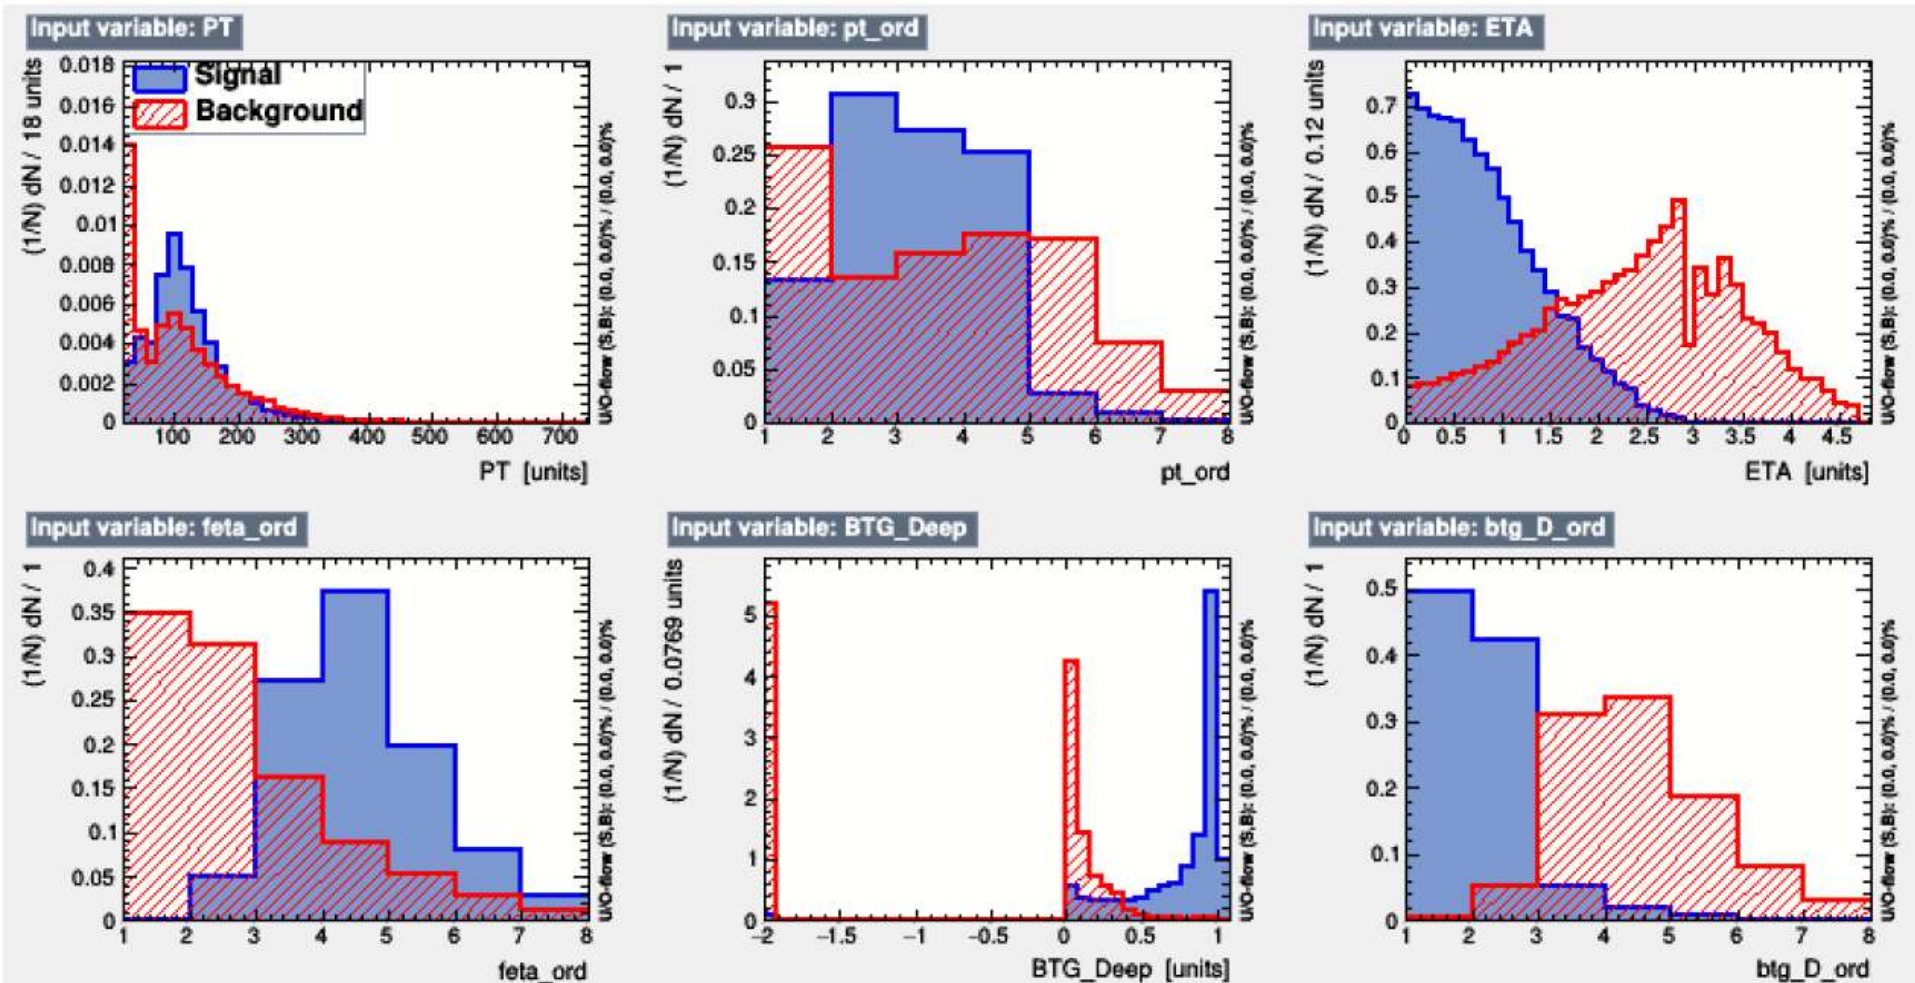 Input variable: PT
(1/N) dN / 18 units
0.018
0.016
0.014
0.012
0.01
0.008
0.006
0.004
0.002
0
Signal
Background
100 200 300 400 500 600 700
PT [units]
U/O-flow (S,B): (0.0, 0.0)% / (0.0, 0.0)%
Input variable: pt_ord
(1/N) dN / 1
0.3
0.25
0.2
0.15
0.1
0.05
0
1 2 3 4 5 6 7 8
pt_ord
U/O-flow (S,B): (0.0, 0.0)% / (0.0, 0.0)%
Input variable: ETA
(1/N) dN / 0.12 units
0.7
0.6
0.5
0.4
0.3
0.2
0.1
0
0 0.5 1 1.5 2 2.5 3 3.5 4 4.5
ETA [units]
U/O-flow (S,B): (0.0, 0.0)% / (0.0, 0.0)%
Input variable: feta_ord
(1/N) dN / 1
0.4
0.35
0.3
0.25
0.2
0.15
0.1
0.05
0
1 2 3 4 5 6 7 8
feta_ord
U/O-flow (S,B): (0.0, 0.0)% / (0.0, 0.0)%
Input variable: BTG_Deep
(1/N) dN / 0.0769 units
5
4
3
2
1
0
−2 −1.5 −1 −0.5 0 0.5 1
BTG_Deep [units]
U/O-flow (S,B): (0.0, 0.0)% / (0.0, 0.0)%
Input variable: btg_D_ord
(1/N) dN / 1
0.5
0.4
0.3
0.2
0.1
0
1 2 3 4 5 6 7 8
btg_D_ord
U/O-flow (S,B): (0.0, 0.0)% / (0.0, 0.0)%